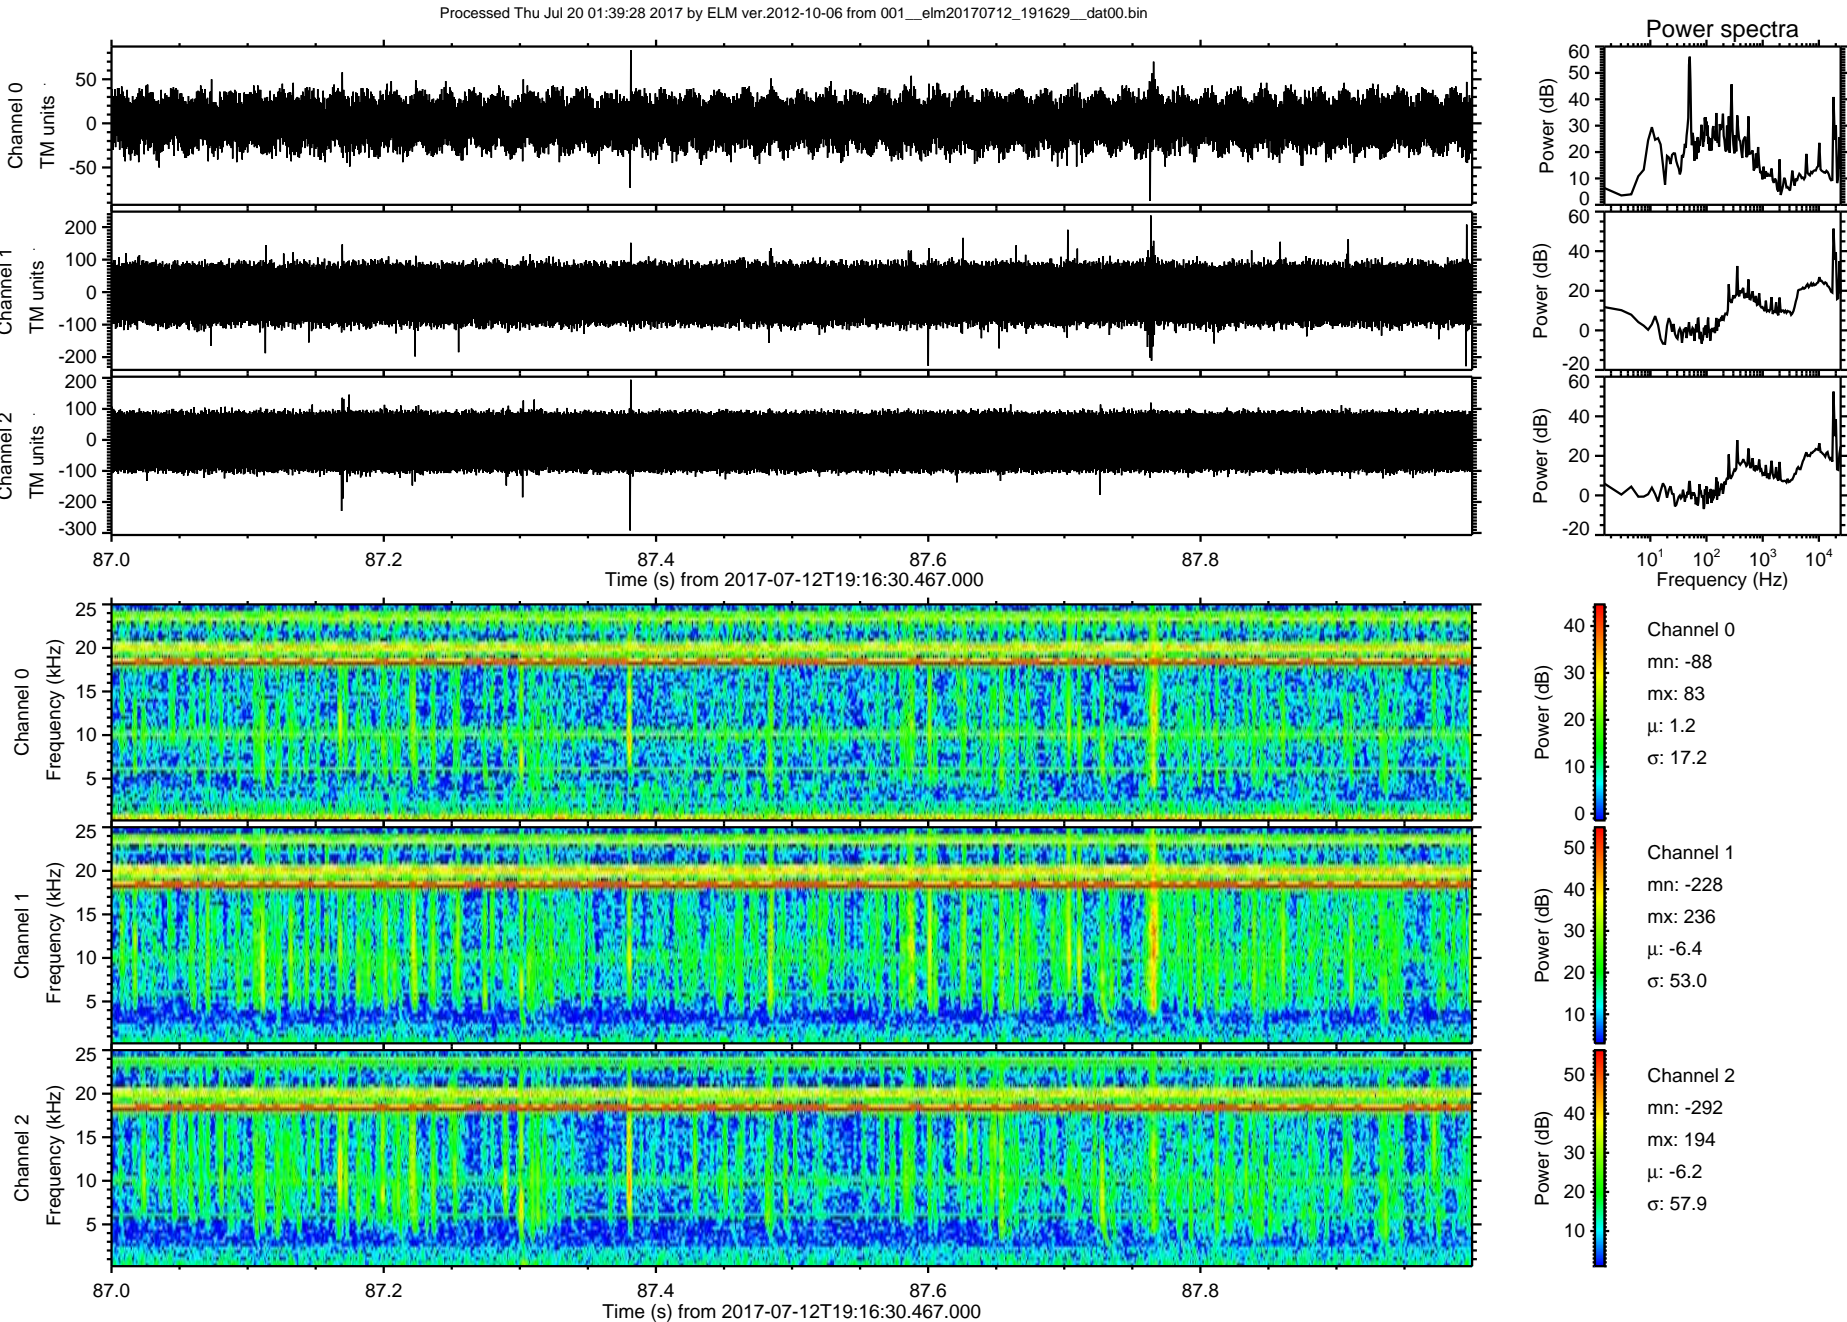 Processed Thu Jul 20 01:39:28 2017 by ELM ver.2012-10-06 from 001__elm20170712_191629__dat00.bin
Power spectra
Channel 0
TM units
50
0
-50
Power (dB)
60
50
40
30
20
10
0
Channel 1
TM units
200
100
0
-100
-200
Power (dB)
60
40
20
0
-20
Channel 2
TM units
200
100
0
-100
-200
-300
Power (dB)
60
40
20
0
-20
87.0 87.2 87.4 87.6 87.8
Time (s) from 2017-07-12T19:16:30.467.000
10^1 10^2 10^3 10^4
Frequency (Hz)
Channel 0
Frequency (kHz)
25
20
15
10
5
Power (dB)
40
30
20
10
0
Channel 0
mn: -88
mx: 83
μ: 1.2
σ: 17.2
Channel 1
Frequency (kHz)
25
20
15
10
5
Power (dB)
50
40
30
20
10
Channel 1
mn: -228
mx: 236
μ: -6.4
σ: 53.0
Channel 2
Frequency (kHz)
25
20
15
10
5
Power (dB)
50
40
30
20
10
Channel 2
mn: -292
mx: 194
μ: -6.2
σ: 57.9
87.0 87.2 87.4 87.6 87.8
Time (s) from 2017-07-12T19:16:30.467.000